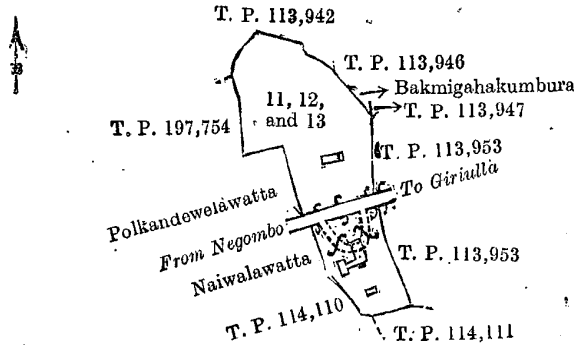 T. P. 113,942
T. P. 113,946
Bakmigahakumbura
T. P. 113,947
11, 12,
and 13
T. P. 197,754
T. P. 113,953
To Giriulla
Polkandewelawatta
From Negombo
Naiwalawatta
T. P. 113,953
T. P. 114,110
T. P. 114,111